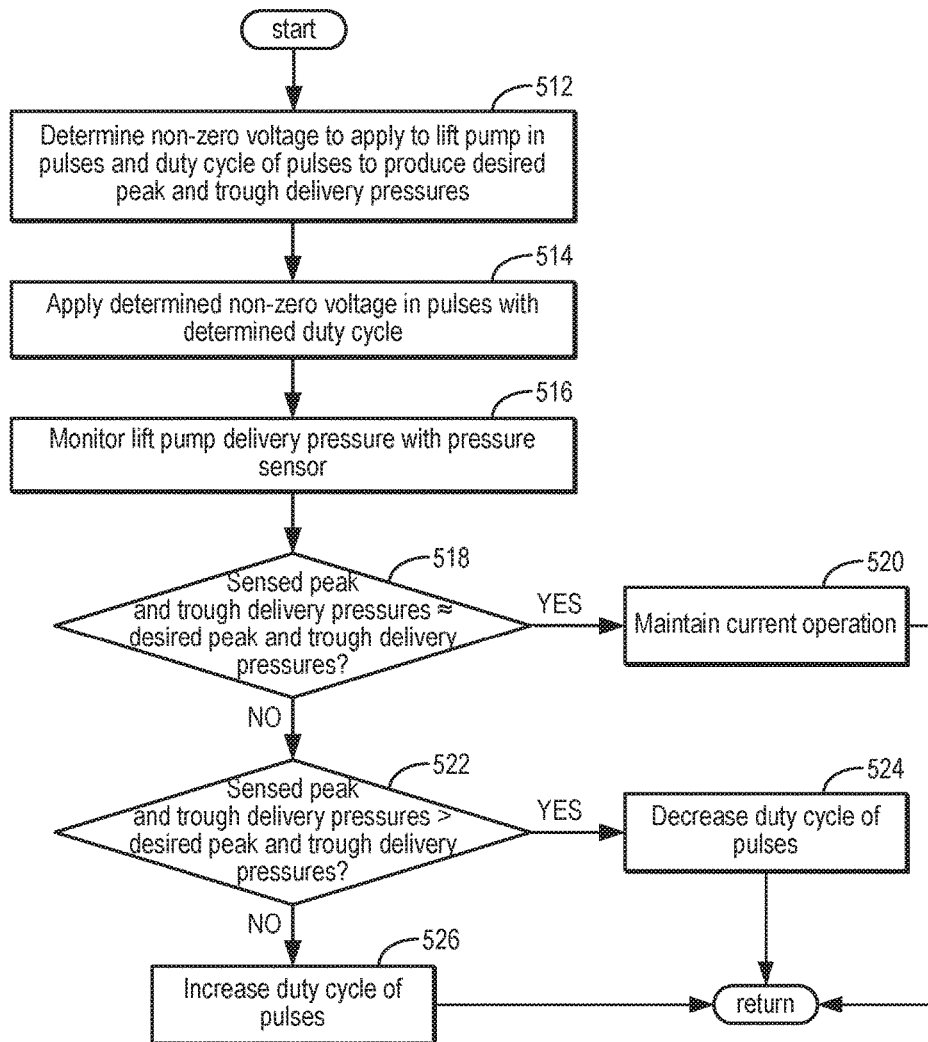 start
512
Determine non-zero voltage to apply to lift pump in
pulses and duty cycle of pulses to produce desired
peak and trough delivery pressures
514
Apply determined non-zero voltage in pulses with
determined duty cycle
516
Monitor lift pump delivery pressure with pressure
sensor
518
Sensed peak
and trough delivery pressures ≈
desired peak and trough delivery
pressures?
YES
520
Maintain current operation
NO
522
Sensed peak
and trough delivery pressures >
desired peak and trough delivery
pressures?
YES
524
Decrease duty cycle of
pulses
NO
526
Increase duty cycle of
pulses
return